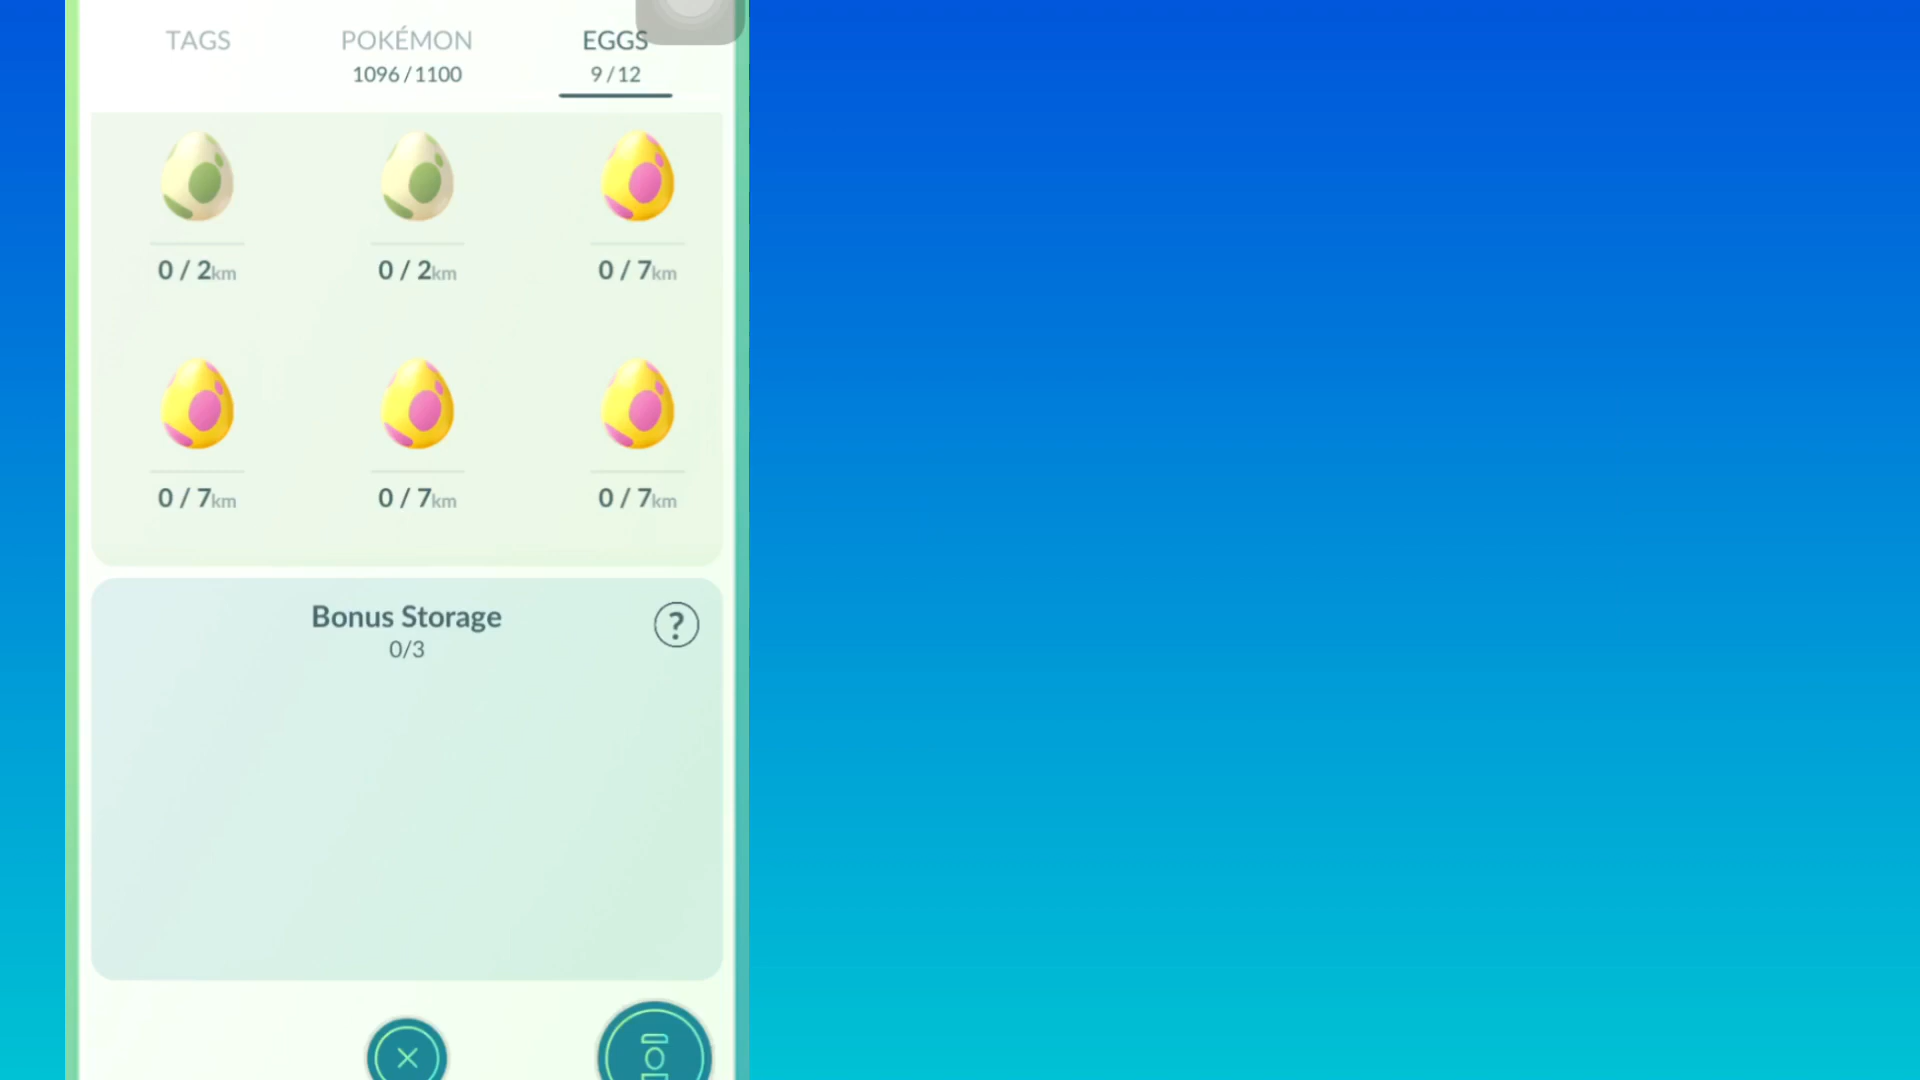 TAGS POKÉMON EGGS
1096/1100 9/12
0 / 2km 0 / 2km 0 / 7km
0 / 7km 0 / 7km 0 / 7km
Bonus Storage ?
0/3